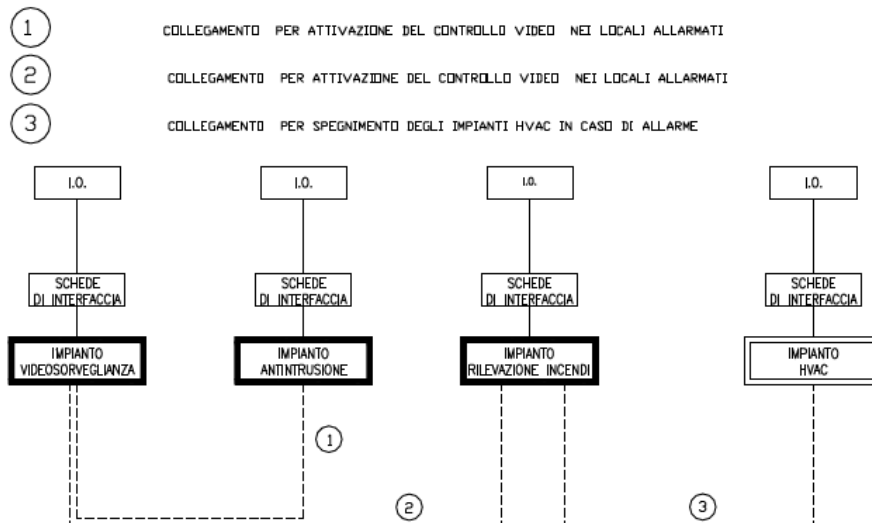 1
COLLEGAMENTO PER ATTIVAZIONE DEL CONTROLLO VIDEO NEI LOCALI ALLARMATI
2
COLLEGAMENTO PER ATTIVAZIONE DEL CONTROLLO VIDEO NEI LOCALI ALLARMATI
3
COLLEGAMENTO PER SPEGNIMENTO DEGLI IMPIANTI HVAC IN CASO DI ALLARME
I.O.
I.O.
I.O.
I.O.
SCHEDE
DI INTERFACCIA
SCHEDE
DI INTERFACCIA
SCHEDE
DI INTERFACCIA
SCHEDE
DI INTERFACCIA
IMPIANTO
VIDEOSORVEGLIANZA
IMPIANTO
ANTINTRUSIONE
IMPIANTO
RILEVAZIONE INCENDI
IMPIANTO
HVAC
1
2
3